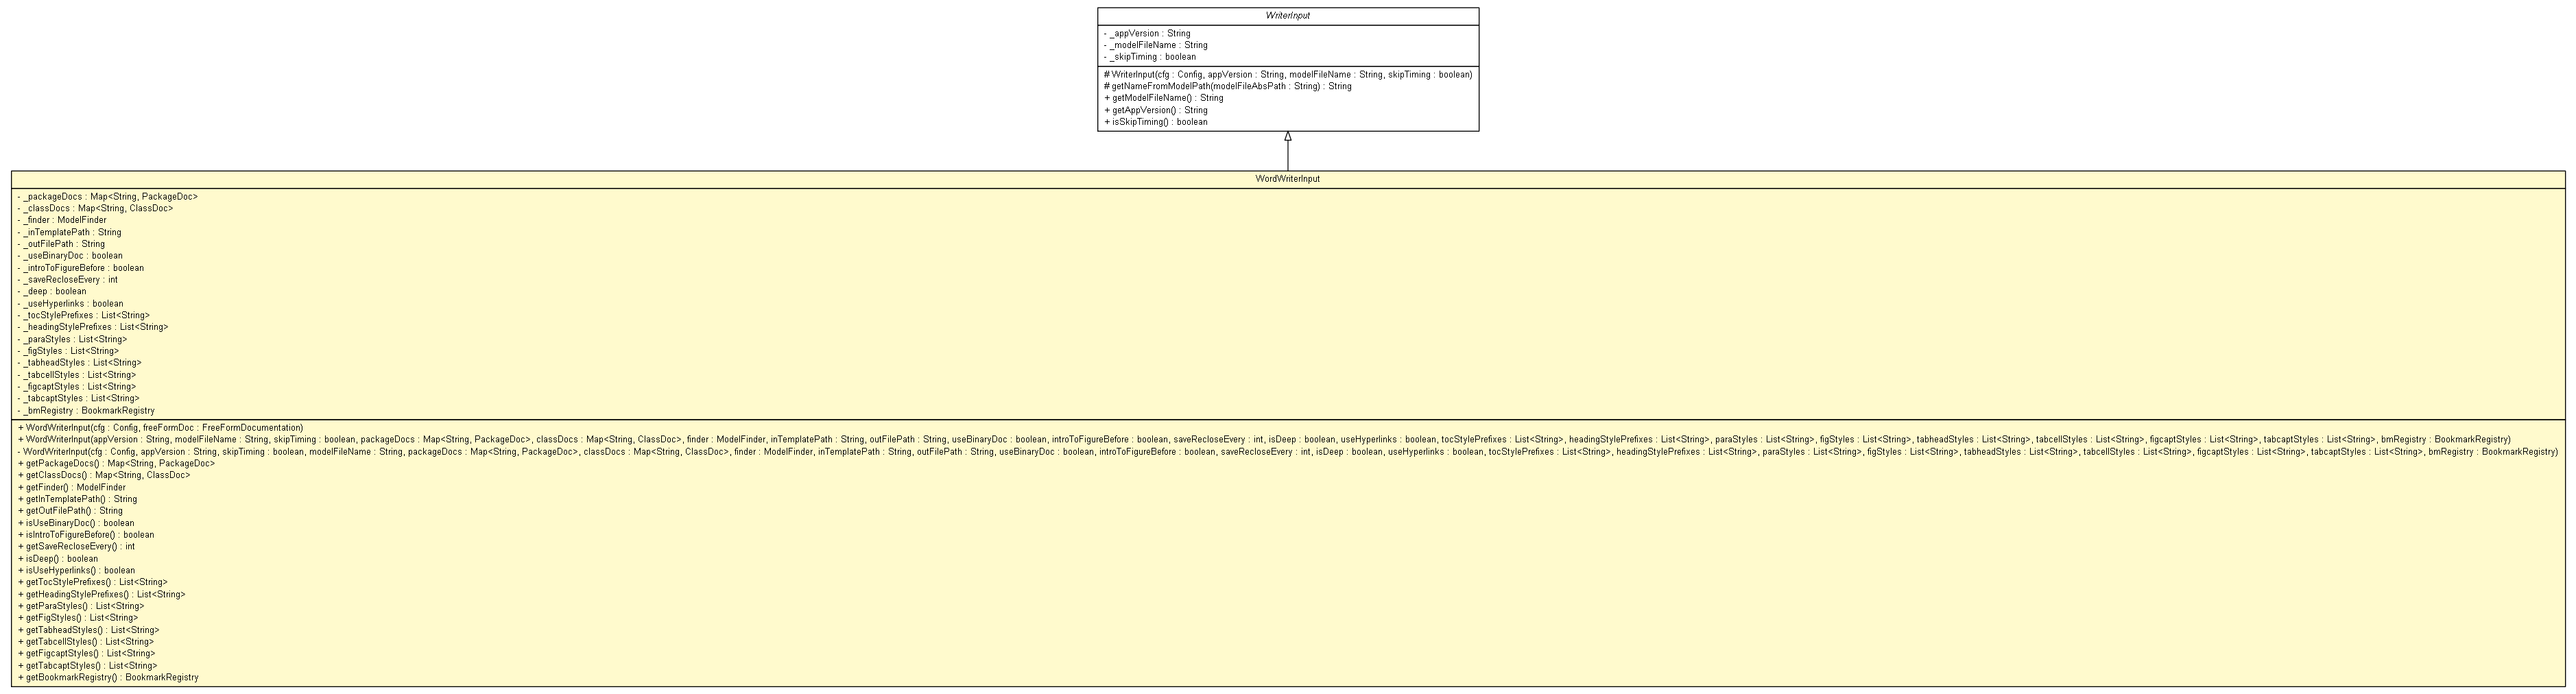 WriterInput
- _appVersion : String
- _modelFileName : String
- _skipTiming : boolean
# WriterInput(cfg : Config, appVersion : String, modelFileName : String, skipTiming : boolean)
# getNameFromModelPath(modelFileAbsPath : String) : String
+ getModelFileName() : String
+ getAppVersion() : String
+ isSkipTiming() : boolean
WordWriterInput
- _packageDocs : Map<String, PackageDoc>
- _classDocs : Map<String, ClassDoc>
- _finder : ModelFinder
- _inTemplatePath : String
- _outFilePath : String
- _useBinaryDoc : boolean
- _introToFigureBefore : boolean
- _saveRecloseEvery : int
- _deep : boolean
- _useHyperlinks : boolean
- _tocStylePrefixes : List<String>
- _headingStylePrefixes : List<String>
- _paraStyles : List<String>
- _figStyles : List<String>
- _tabheadStyles : List<String>
- _tabcellStyles : List<String>
- _figcaptStyles : List<String>
- _tabcaptStyles : List<String>
- _bmRegistry : BookmarkRegistry
+ WordWriterInput(cfg : Config, freeFormDoc : FreeFormDocumentation)
+ WordWriterInput(appVersion : String, modelFileName : String, skipTiming : boolean, packageDocs : Map<String, PackageDoc>, classDocs : Map<String, ClassDoc>, finder : ModelFinder, inTemplatePath : String, outFilePath : String, useBinaryDoc : boolean, introToFigureBefore : boolean, saveRecloseEvery : int, isDeep : boolean, useHyperlinks : boolean, tocStylePrefixes : List<String>, headingStylePrefixes : List<String>, paraStyles : List<String>, figStyles : List<String>, tabheadStyles : List<String>, tabcellStyles : List<String>, figcaptStyles : List<String>, tabcaptStyles : List<String>, bmRegistry : BookmarkRegistry)
- WordWriterInput(cfg : Config, appVersion : String, skipTiming : boolean, modelFileName : String, packageDocs : Map<String, PackageDoc>, classDocs : Map<String, ClassDoc>, finder : ModelFinder, inTemplatePath : String, outFilePath : String, useBinaryDoc : boolean, introToFigureBefore : boolean, saveRecloseEvery : int, isDeep : boolean, useHyperlinks : boolean, tocStylePrefixes : List<String>, headingStylePrefixes : List<String>, paraStyles : List<String>, figStyles : List<String>, tabheadStyles : List<String>, tabcellStyles : List<String>, figcaptStyles : List<String>, tabcaptStyles : List<String>, bmRegistry : BookmarkRegistry)
+ getPackageDocs() : Map<String, PackageDoc>
+ getClassDocs() : Map<String, ClassDoc>
+ getFinder() : ModelFinder
+ getInTemplatePath() : String
+ getOutFilePath() : String
+ isUseBinaryDoc() : boolean
+ isIntroToFigureBefore() : boolean
+ getSaveRecloseEvery() : int
+ isDeep() : boolean
+ isUseHyperlinks() : boolean
+ getTocStylePrefixes() : List<String>
+ getHeadingStylePrefixes() : List<String>
+ getParaStyles() : List<String>
+ getFigStyles() : List<String>
+ getTabheadStyles() : List<String>
+ getTabcellStyles() : List<String>
+ getFigcaptStyles() : List<String>
+ getTabcaptStyles() : List<String>
+ getBookmarkRegistry() : BookmarkRegistry